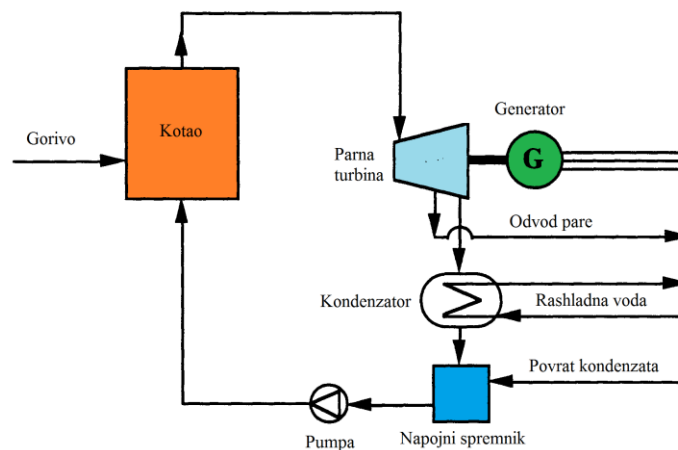 Generator
Gorivo
Kotao
Parna
turbina
G
Odvod pare
Kondenzator
Rashladna voda
Povrat kondenzata
Pumpa
Napojni spremnik